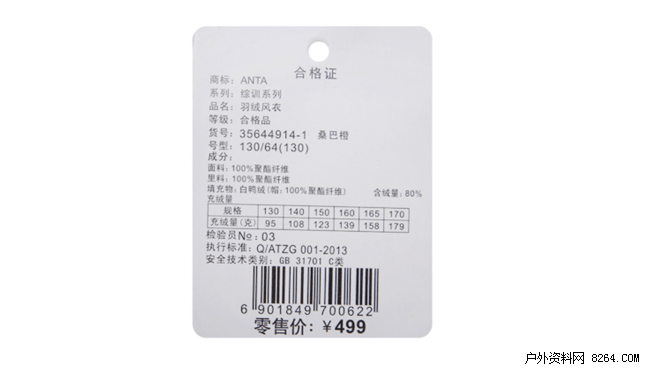 合格证
商标：ANTA
系列：综训系列
品名：羽绒风衣
等级：合格品
货号：35644914-1 桑巴橙
号型：130/64(130)
成分：
面料：100%聚酯纤维
里料：100%聚酯纤维
填充物：白鸭绒(帽：100%聚酯纤维) 含绒量：80%
充绒量
规格 130 140 150 160 165 170
充绒量(克) 95 108 123 139 158 179
检验员№：03
执行标准：Q/ATZG 001-2013
安全技术类别：GB 31701 C类
6 901849 700622
零售价：￥499
户外资料网 8264.com